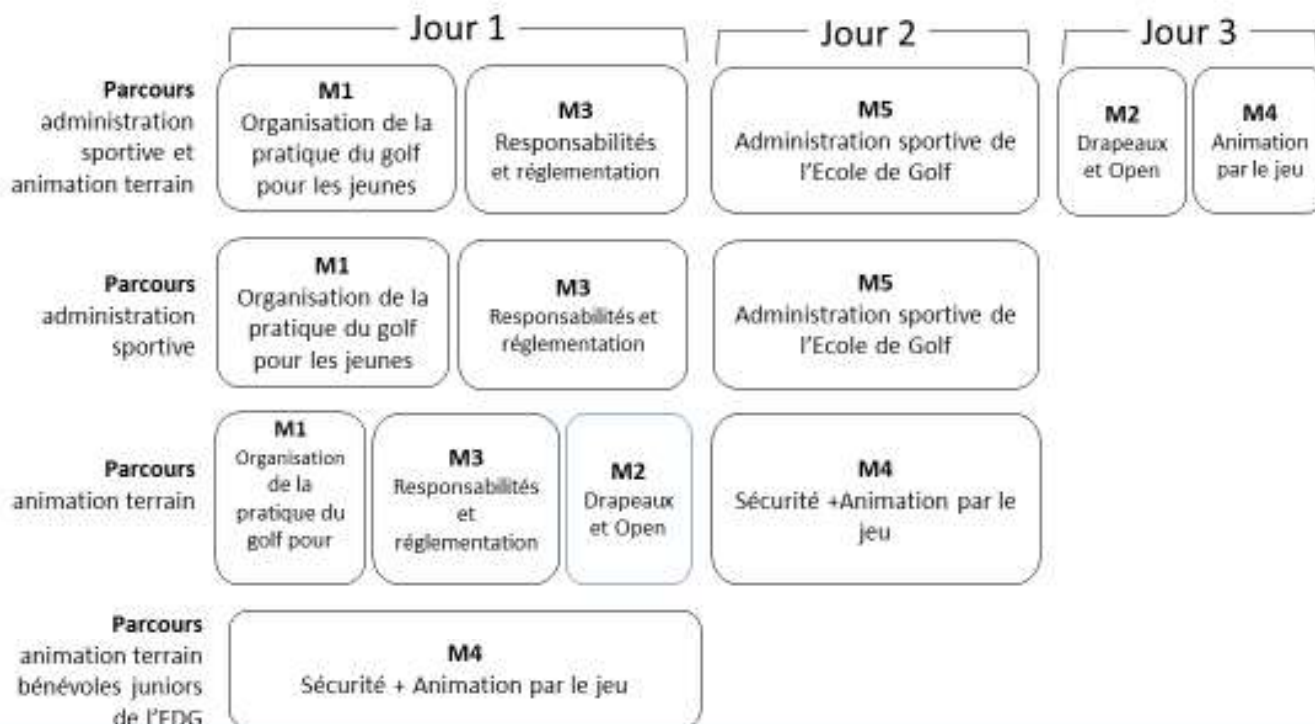 Jour 1
Jour 2
Jour 3
Parcours
administration
sportive et
animation terrain
M1
Organisation de la
pratique du golf
pour les jeunes
M3
Responsabilités
et réglementation
M5
Administration sportive de
l'Ecole de Golf
M2
Drapeaux
et Open
M4
Animation
par le jeu
Parcours
administration
sportive
M1
Organisation de la
pratique du golf
pour les jeunes
M3
Responsabilités et
réglementation
M5
Administration sportive de
l'Ecole de Golf
Parcours
animation terrain
M1
Organisation
de la
pratique du
golf pour
M3
Responsabilités
et
réglementation
M2
Drapeaux
et Open
M4
Sécurité +Animation par le
jeu
Parcours
animation terrain
bénévoles juniors
de l'EDG
M4
Sécurité + Animation par le jeu